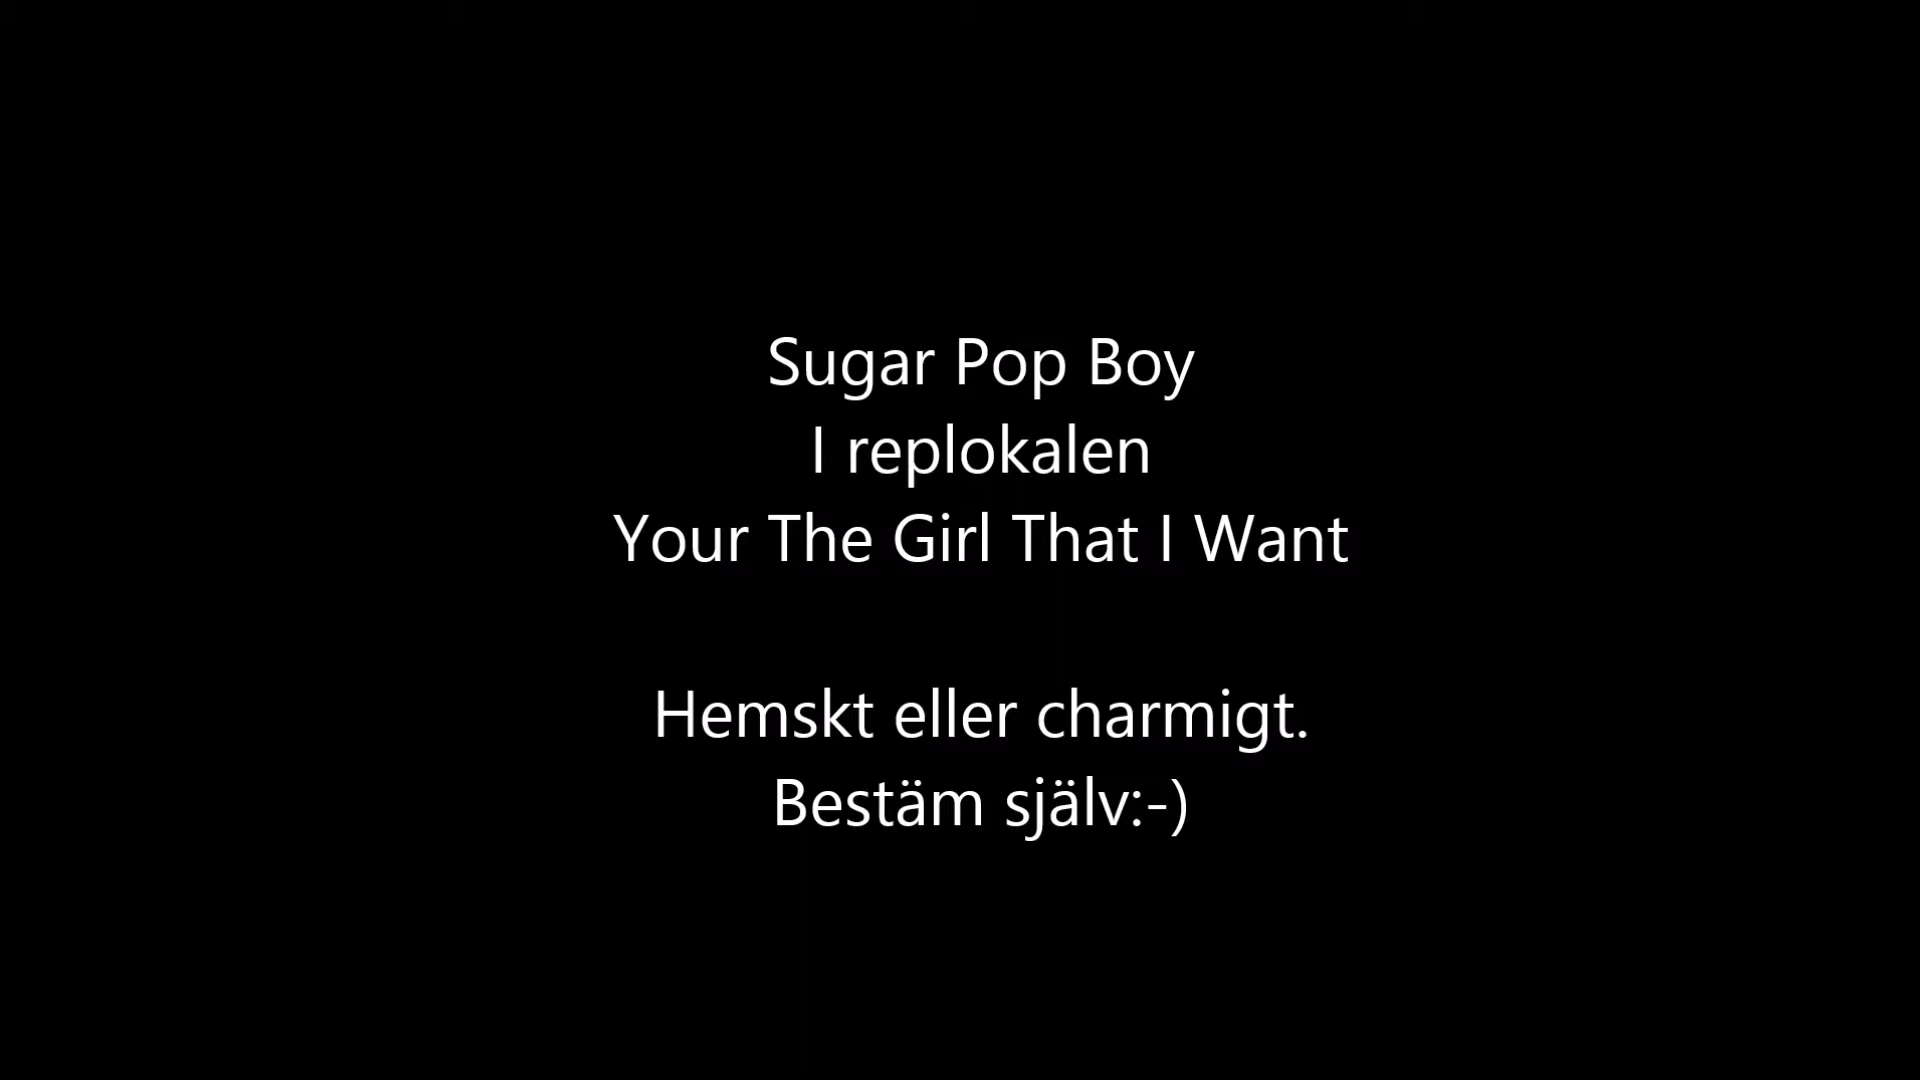 Sugar Pop Boy
I replokalen
Your The Girl That I Want
Hemskt eller charmigt.
Bestäm själv:-)